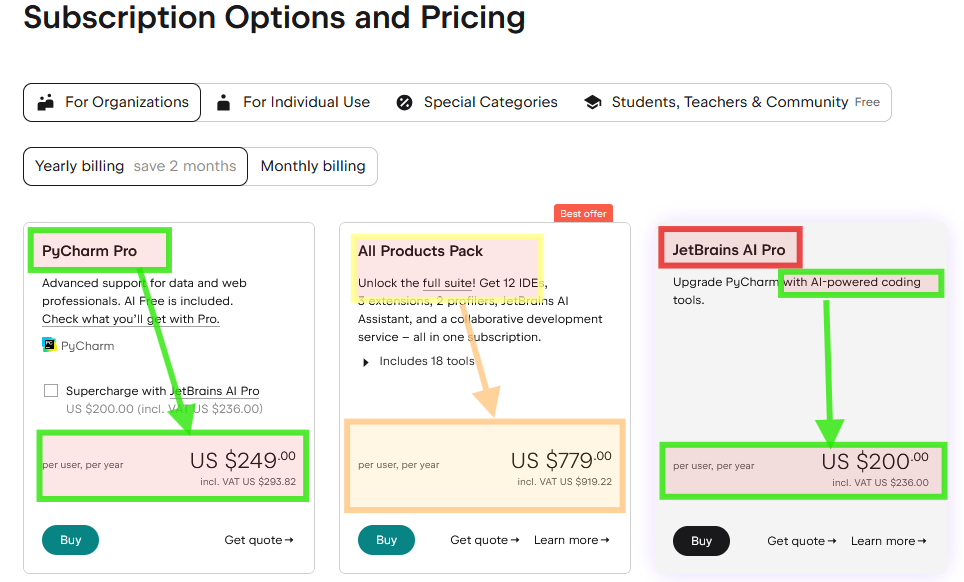 Subscription Options and Pricing
For Organizations
For Individual Use
Special Categories
Students, Teachers & Community Free
Yearly billing save 2 months
Monthly billing
PyCharm Pro
Advanced support for data and web
professionals. AI Free is included.
Check what you'll get with Pro.
PyCharm
Supercharge with JetBrains AI Pro
US $200.00 (incl. VAT US $236.00)
per user, per year
US $249.00
incl. VAT US $293.82
Buy
Get quote→
Best offer
All Products Pack
Unlock the full suite! Get 12 IDEs,
3 extensions, 2 profilers, JetBrains AI
Assistant, and a collaborative development
service – all in one subscription.
Includes 18 tools
per user, per year
US $779.00
incl. VAT US $919.22
Buy
Get quote→
Learn more→
JetBrains AI Pro
Upgrade PyCharm with AI-powered coding
tools.
per user, per year
US $200.00
incl. VAT US $236.00
Buy
Get quote→
Learn more→